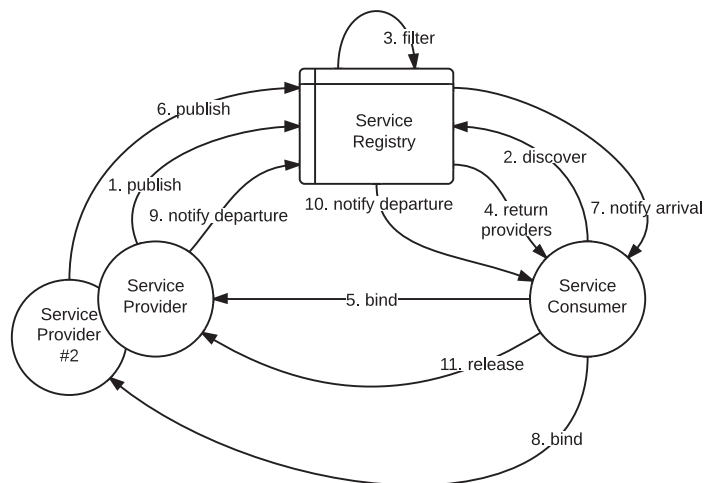 3. filter
6. publish
Service
Registry
2. discover
1. publish
9. notify departure
10. notify departure
4. return
providers
7. notify arrival
Service
Provider
Service
Consumer
5. bind
Service
Provider
#2
11. release
8. bind